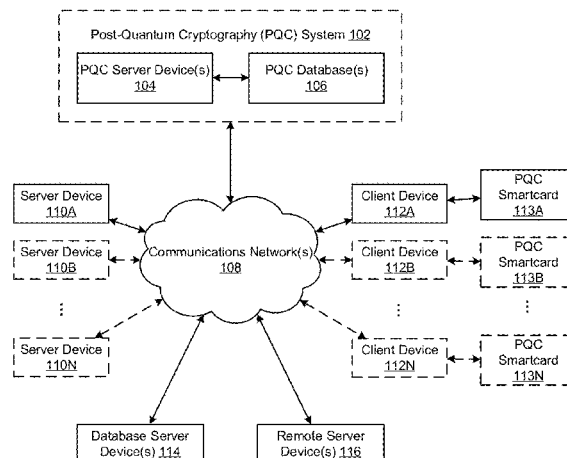 Post-Quantum Cryptography (PQC) System 102
PQC Server Device(s)
104
PQC Database(s)
106
Server Device
110A
Server Device
110B
Server Device
110N
Communications Network(s)
108
Client Device
112A
Client Device
112B
Client Device
112N
PQC
Smartcard
113A
PQC
Smartcard
113B
PQC
Smartcard
113N
Database Server
Device(s) 114
Remote Server
Device(s) 116